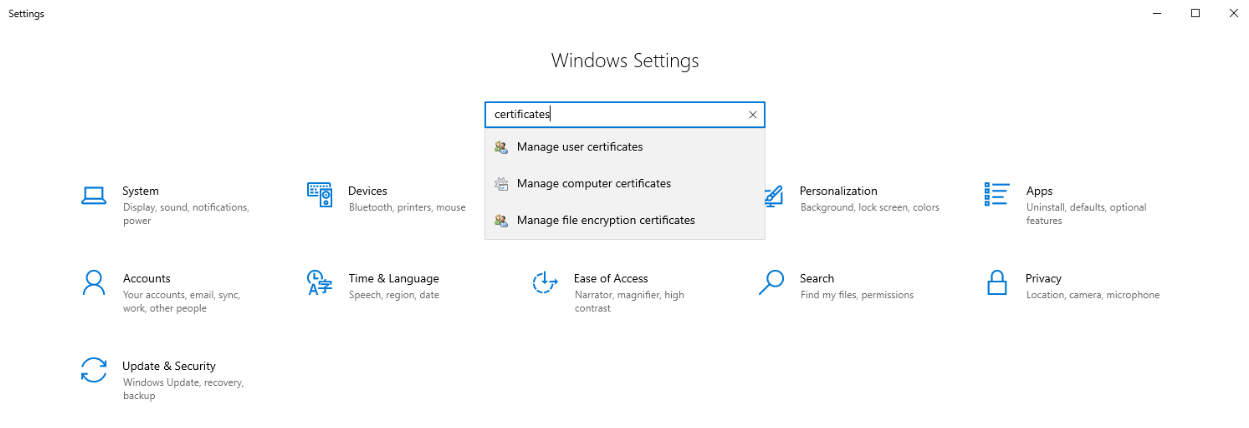 Settings
Windows Settings
certificates
Manage user certificates
Manage computer certificates
Manage file encryption certificates
System
Display, sound, notifications,
power
Devices
Bluetooth, printers, mouse
Personalization
Background, lock screen, colors
Apps
Uninstall, defaults, optional
features
Accounts
Your accounts, email, sync,
work, other people
Time & Language
Speech, region, date
Ease of Access
Narrator, magnifier, high
contrast
Search
Find my files, permissions
Privacy
Location, camera, microphone
Update & Security
Windows Update, recovery,
backup